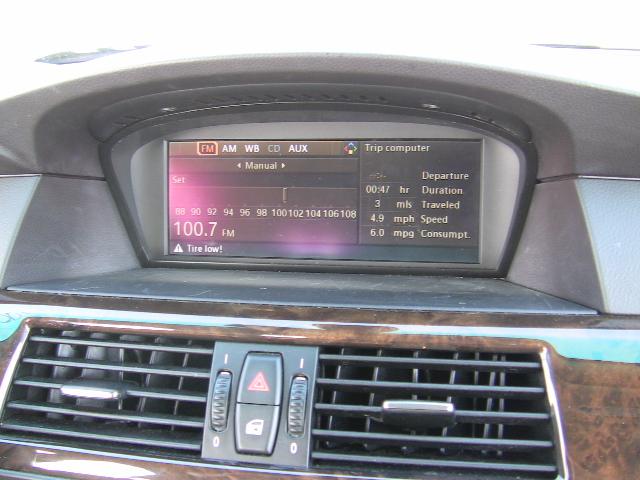 FM AM WB CD AUX
Manual
Set
88 90 92 94 96 98 100 102 104 106 108
100.7 FM
Tire low!
Trip computer
--:-- Departure
00:47 hr Duration
3 mls Traveled
4.9 mph Speed
6.0 mpg Consumpt.
I I
0 0